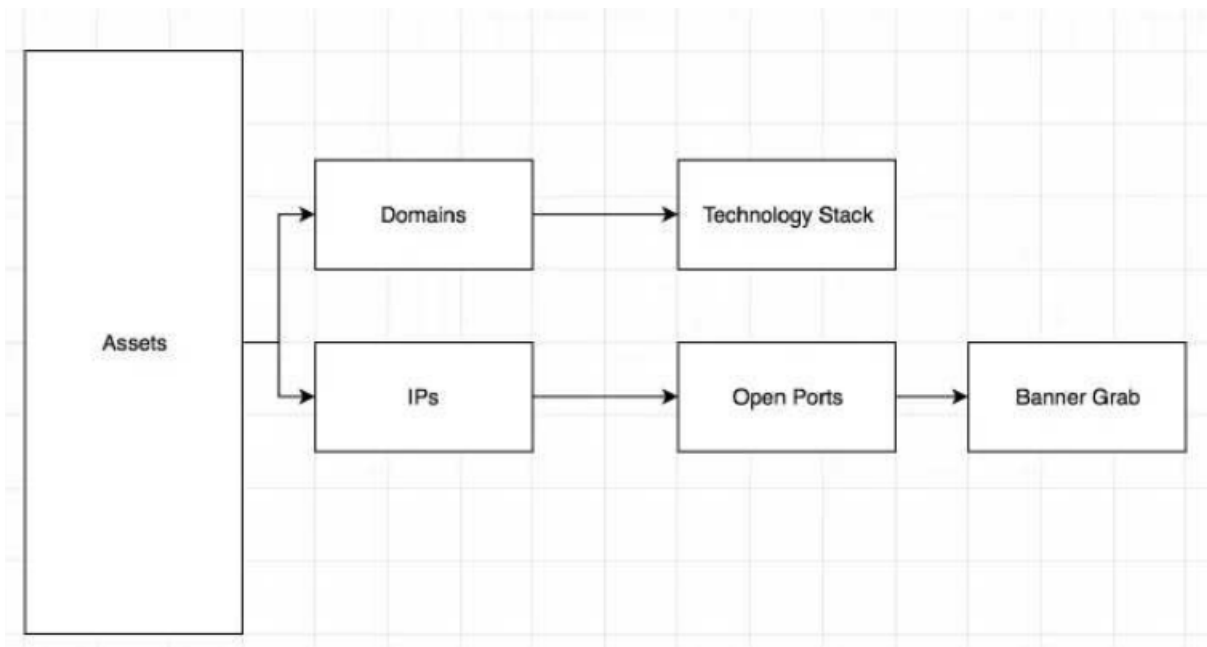 Domains
Technology Stack
Assets
IPs
Open Ports
Banner Grab